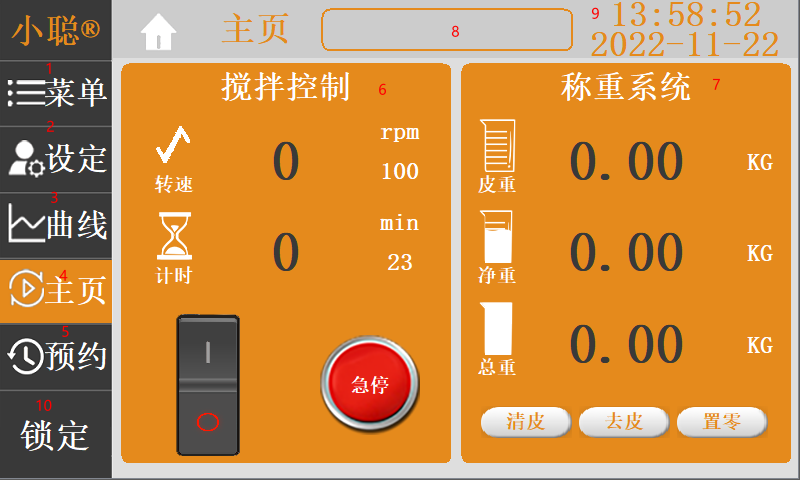 小聪®
主页
8
9
13:58:52
2022-11-22
1
菜单
2
设定
3
曲线
4
主页
5
预约
10
锁定
搅拌控制
6
rpm
转速
0
100
min
计时
0
23
急停
称重系统
7
皮重
0.00
KG
净重
0.00
KG
总重
0.00
KG
清皮
去皮
置零